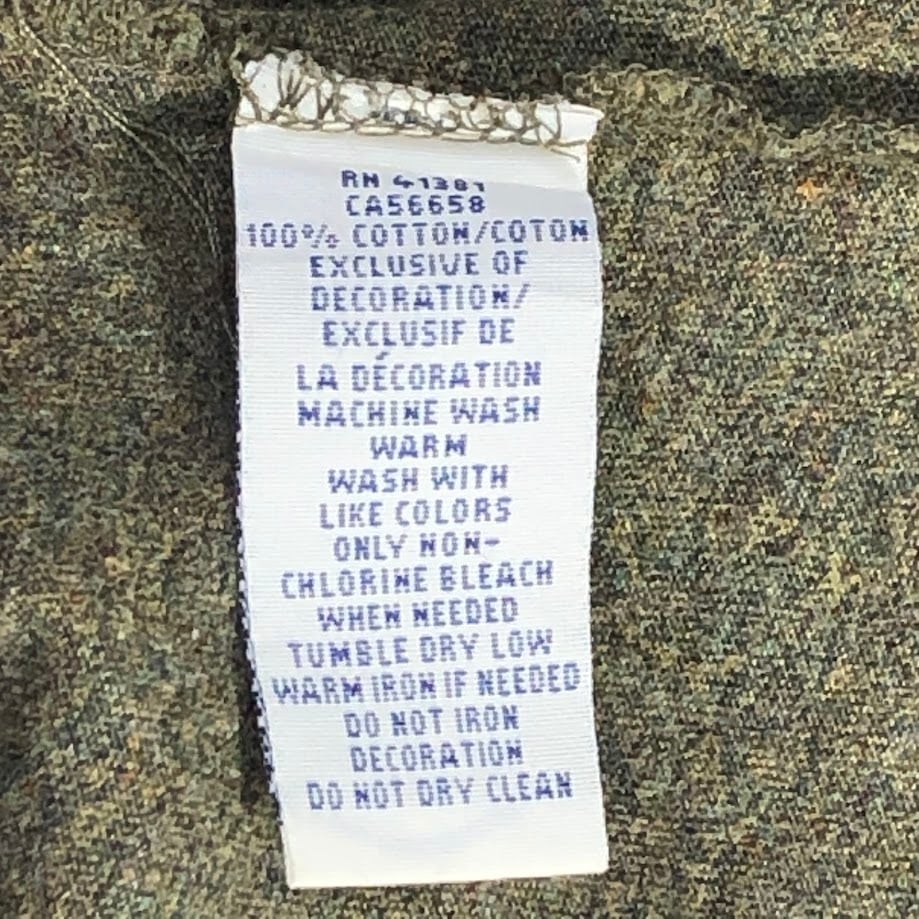 RN 41381
CA56658
100% COTTON/COTON
EXCLUSIVE OF
DECORATION/
EXCLUSIF DE
LA DÉCORATION
MACHINE WASH
WARM
WASH WITH
LIKE COLORS
ONLY NON-
CHLORINE BLEACH
WHEN NEEDED
TUMBLE DRY LOW
WARM IRON IF NEEDED
DO NOT IRON
DECORATION
DO NOT DRY CLEAN